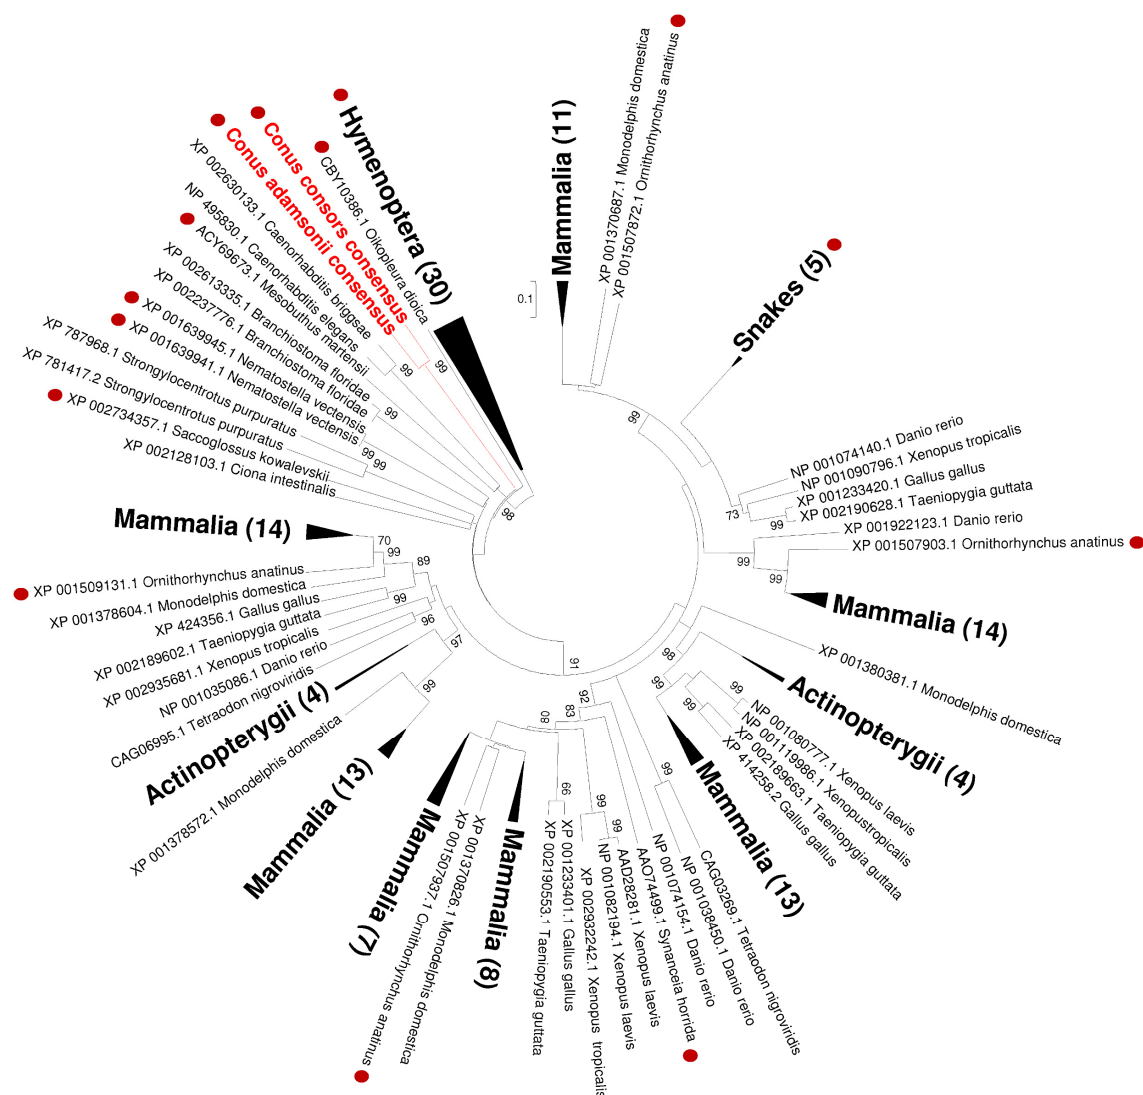 Mammalia (11)
XP 001370687.1 Monodelphis domestica
XP 001507872.1 Ornithorhynchus anatinus
Snakes (5)
NP 001074140.1 Danio rerio
NP 001090796.1 Xenopus tropicalis
XP 001233420.1 Gallus gallus
XP 002190628.1 Taeniopygia guttata
XP 001922123.1 Danio rerio
XP 001507903.1 Ornithorhynchus anatinus
Mammalia (14)
XP 001380381.1 Monodelphis domestica
Actinopterygii (4)
NP 001080777.1 Xenopus laevis
NP 001119986.1 Xenopustropicalis
XP 002189663.1 Taeniopygia guttata
XP 414258.2 Gallus gallus
Mammalia (13)
CAG03269.1 Tetraodon nigroviridis
NP 001038450.1 Danio rerio
NP 001074154.1 Danio rerio
AAO74499.1 Synanceia horrida
AAD28281.1 Xenopus laevis
NP 001082194.1 Xenopus laevis
XP 002932242.1 Xenopus tropicalis
XP 001233401.1 Gallus gallus
XP 002190553.1 Taeniopygia guttata
Mammalia (8)
XP 001370826.1 Monodelphis domestica
XP 001507937.1 Ornithorhynchus anatinus
Mammalia (7)
Mammalia (13)
XP 001378572.1 Monodelphis domestica
Actinopterygii (4)
CAG06995.1 Tetraodon nigroviridis
NP 001035086.1 Danio rerio
XP 002935681.1 Xenopus tropicalis
XP 002189602.1 Taeniopygia guttata
XP 424356.1 Gallus gallus
XP 001378604.1 Monodelphis domestica
XP 001509131.1 Ornithorhynchus anatinus
Mammalia (14)
XP 002128103.1 Ciona intestinalis
XP 002734357.1 Saccoglossus kowalevskii
XP 781417.2 Strongylocentrotus purpuratus
XP 787968.1 Strongylocentrotus purpuratus
XP 001639941.1 Nematostella vectensis
XP 001639945.1 Nematostella vectensis
XP 002237776.1 Branchiostoma floridae
XP 002613335.1 Branchiostoma floridae
ACY69673.1 Mesobuthus martensii
NP 495830.1 Caenorhabditis elegans
XP 002630133.1 Caenorhabditis briggsae
Conus adamsonii consensus
Conus consors consensus
CBY10386.1 Oikopleura dioica
Hymenoptera (30)
0.1
89
73
99
99
99
98
99
99
99
99
92
83
80
99
99
99
91
97
99
96
99
89
99
70
99
99
99
99
99
98